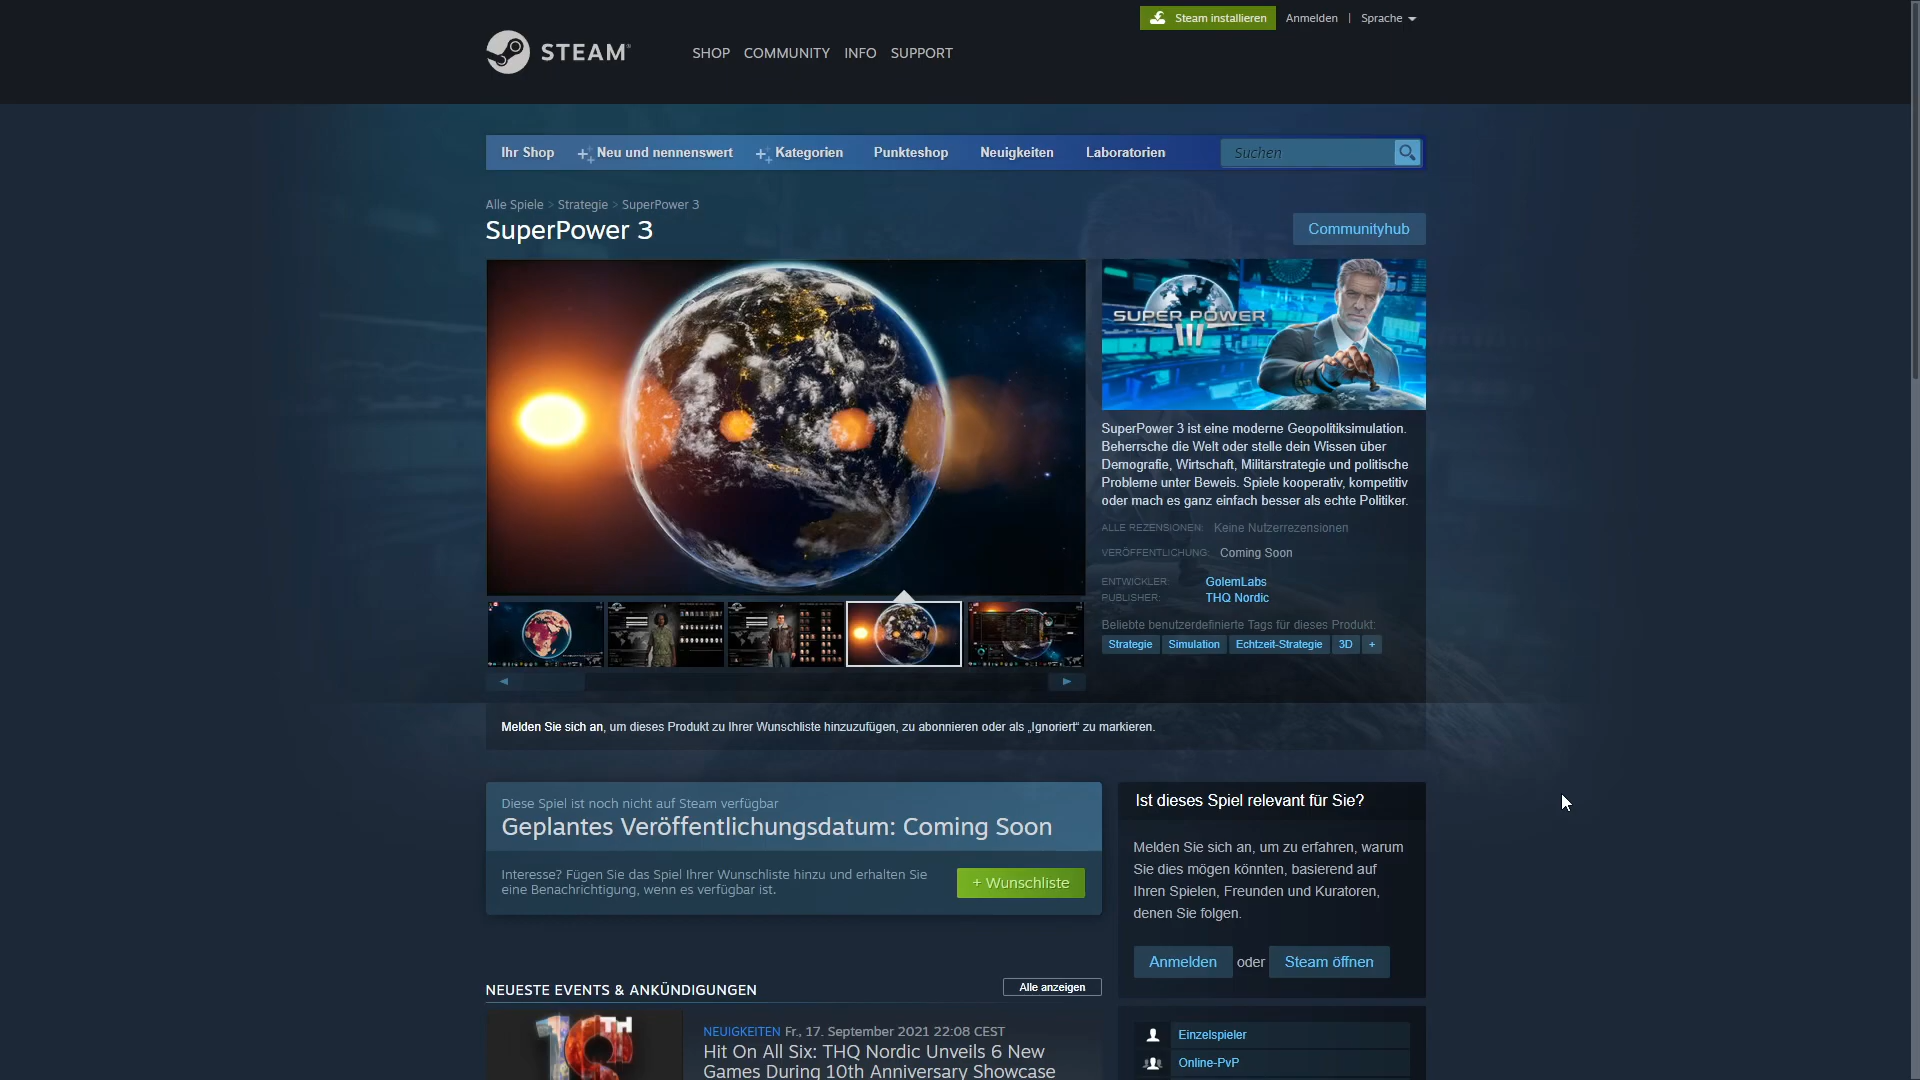 Steam installieren
Anmelden | Sprache
STEAM®
SHOP COMMUNITY INFO SUPPORT
Ihr Shop Neu und nennenswert Kategorien Punkteshop Neuigkeiten Laboratorien Suchen
Alle Spiele > Strategie > SuperPower 3
SuperPower 3
Communityhub
SUPER POWER
III
SuperPower 3 ist eine moderne Geopolitiksimulation.
Beherrsche die Welt oder stelle dein Wissen über
Demografie, Wirtschaft, Militärstrategie und politische
Probleme unter Beweis. Spiele kooperativ, kompetitiv
oder mach es ganz einfach besser als echte Politiker.
ALLE REZENSIONEN: Keine Nutzerrezensionen
VERÖFFENTLICHUNG: Coming Soon
ENTWICKLER: GolemLabs
PUBLISHER: THQ Nordic
Beliebte benutzerdefinierte Tags für dieses Produkt:
Strategie Simulation Echtzeit-Strategie 3D +
Melden Sie sich an, um dieses Produkt zu Ihrer Wunschliste hinzuzufügen, zu abonnieren oder als „Ignoriert“ zu markieren.
Diese Spiel ist noch nicht auf Steam verfügbar
Geplantes Veröffentlichungsdatum: Coming Soon
Interesse? Fügen Sie das Spiel Ihrer Wunschliste hinzu und erhalten Sie
eine Benachrichtigung, wenn es verfügbar ist.
+ Wunschliste
Ist dieses Spiel relevant für Sie?
Melden Sie sich an, um zu erfahren, warum
Sie dies mögen könnten, basierend auf
Ihren Spielen, Freunden und Kuratoren,
denen Sie folgen.
Anmelden oder Steam öffnen
NEUESTE EVENTS & ANKÜNDIGUNGEN
Alle anzeigen
TH
NEUIGKEITEN Fr., 17. September 2021 22:08 CEST
Hit On All Six: THQ Nordic Unveils 6 New
Games During 10th Anniversary Showcase
Einzelspieler
Online-PvP